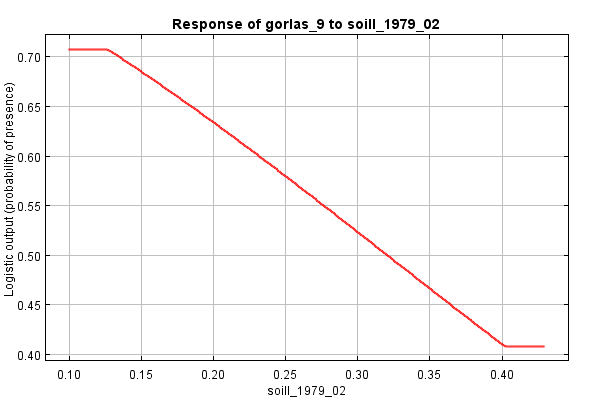 Response of gorlas_9 to soill_1979_02
Logistic output (probability of presence)
0.70
0.65
0.60
0.55
0.50
0.45
0.40
0.10 0.15 0.20 0.25 0.30 0.35 0.40
soill_1979_02